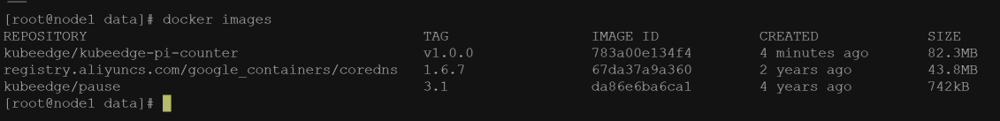 [root@node1 data]# docker images
REPOSITORY TAG IMAGE ID CREATED SIZE
kubeedge/kubeedge-pi-counter v1.0.0 783a00e134f4 4 minutes ago 82.3MB
registry.aliyuncs.com/google_containers/coredns 1.6.7 67da37a9a360 2 years ago 43.8MB
kubeedge/pause 3.1 da86e6ba6ca1 4 years ago 742kB
[root@node1 data]#